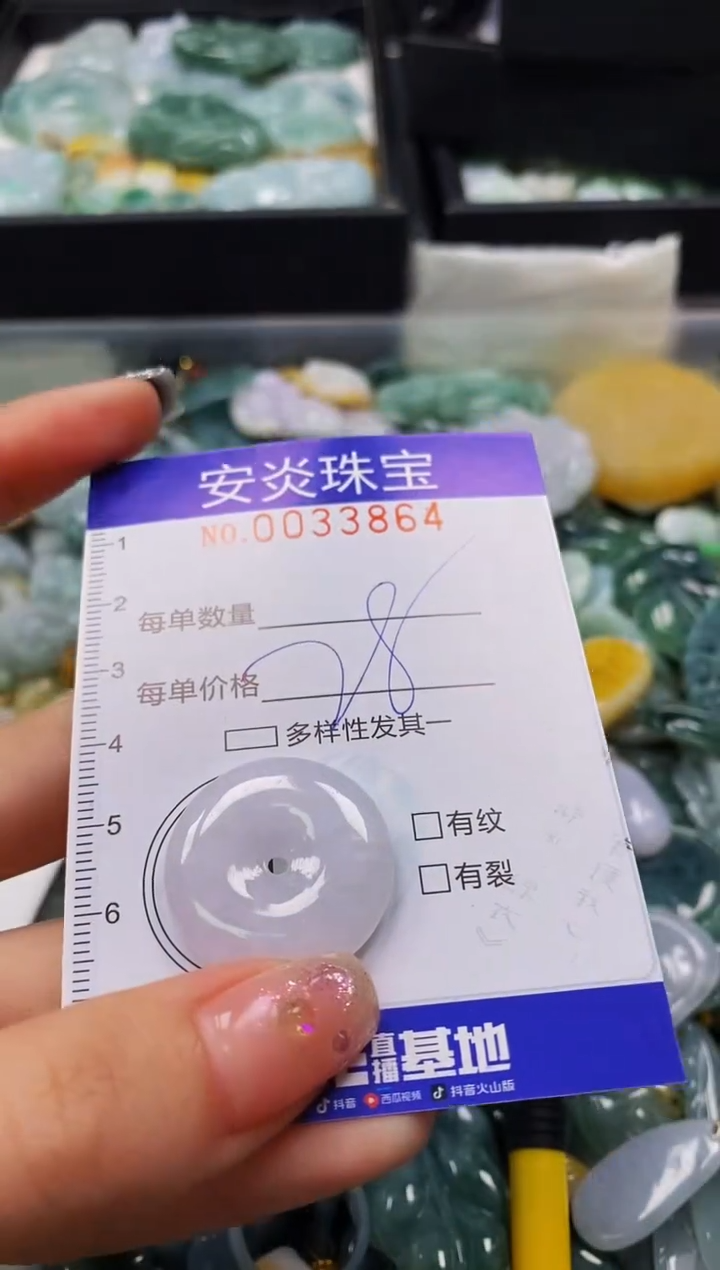 安炎珠宝
NO.0033864
每单数量
每单价格
78
多样性发其一
有纹
有裂
1
2
3
4
5
6
直播基地
抖音 西瓜视频 抖音火山版